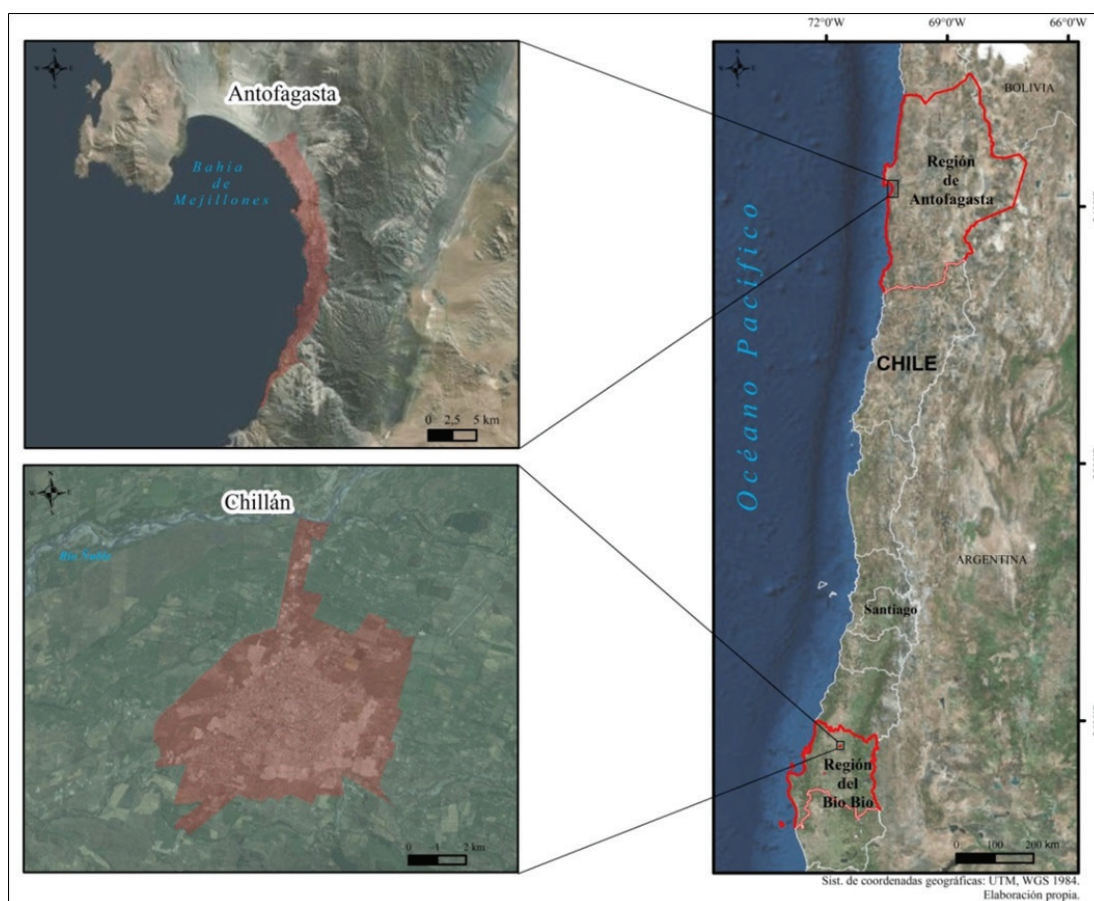 72°0'W 69°0'W 66°0'W
Antofagasta
Bahía
de
Mejillones
0 2,5 5 km
Chillán
0 1 2 km
BOLIVIA
Región
de
Antofagasta
Océano Pacífico
CHILE
ARGENTINA
Santiago
Región
del
Bio Bio
0 100 200 km
Sist. de coordenadas geográficas: UTM, WGS 1984.
Elaboración propia.